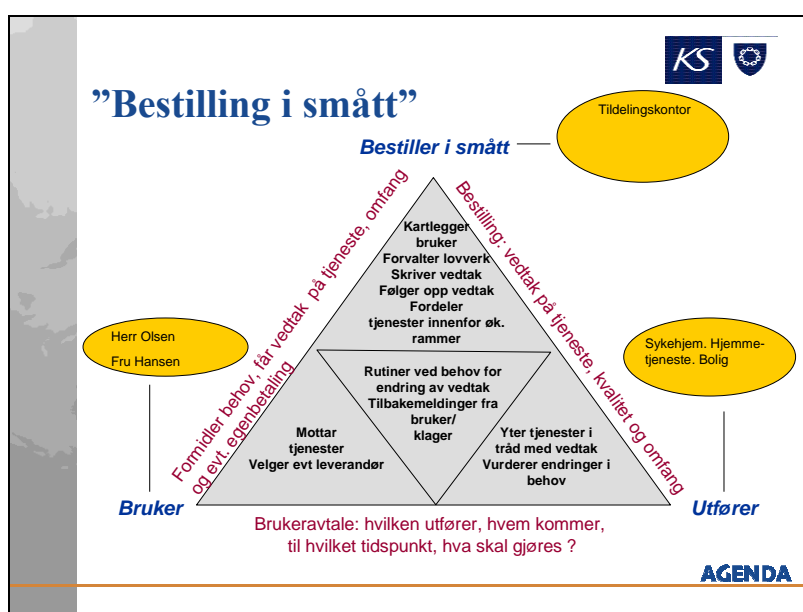 KS
”Bestilling i smått”
Tildelingskontor
Bestiller i smått
Formidler behov, får vedtak på tjeneste, omfang
og evt. egenbetaling
Bestilling: vedtak på tjeneste, kvalitet og omfang
Kartlegger
bruker
Forvalter lovverk
Skriver vedtak
Følger opp vedtak
Fordeler
tjenester innenfor øk.
rammer
Herr Olsen
Fru Hansen
Sykehjem. Hjemme-
tjeneste. Bolig
Rutiner ved behov for
endring av vedtak
Tilbakemeldinger fra
bruker/
klager
Mottar
tjenester
Velger evt leverandør
Yter tjenester i
tråd med vedtak
Vurderer endringer i
behov
Bruker
Utfører
Brukeravtale: hvilken utfører, hvem kommer,
til hvilket tidspunkt, hva skal gjøres ?
AGENDA